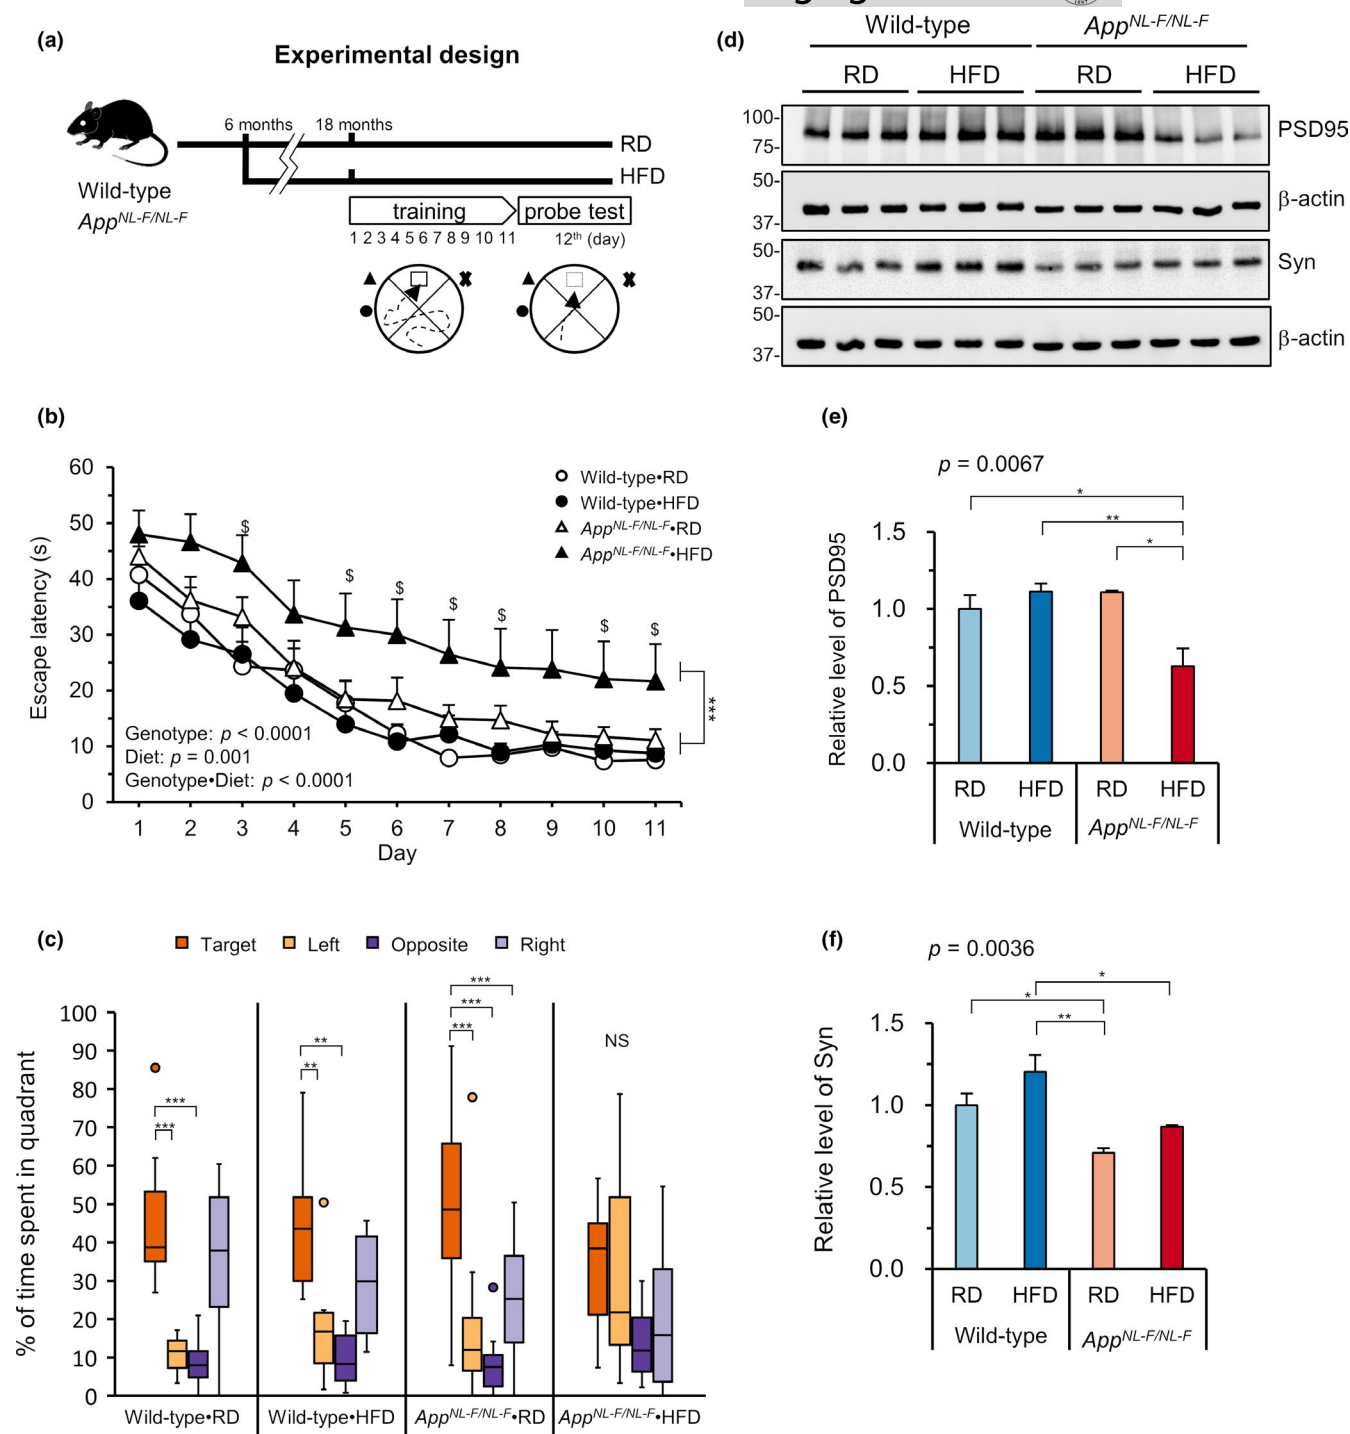 (a)
Experimental design
6 months
18 months
RD
HFD
Wild-type
App^NL-F/NL-F
training
probe test
1 2 3 4 5 6 7 8 9 10 11
12th (day)
(d)
Wild-type
App^NL-F/NL-F
RD
HFD
RD
HFD
100-
75-
PSD95
50-
37-
β-actin
50-
37-
Syn
50-
37-
β-actin
(b)
Escape latency (s)
60
50
40
30
20
10
0
$
$
$
$
$
$
$
Wild-type•RD
Wild-type•HFD
App^NL-F/NL-F•RD
App^NL-F/NL-F•HFD
***
Genotype: p < 0.0001
Diet: p = 0.001
Genotype•Diet: p < 0.0001
1 2 3 4 5 6 7 8 9 10 11
Day
(e)
p = 0.0067
*
**
*
Relative level of PSD95
1.5
1.0
0.5
0.0
RD
HFD
RD
HFD
Wild-type
App^NL-F/NL-F
(c)
Target
Left
Opposite
Right
% of time spent in quadrant
100
90
80
70
60
50
40
30
20
10
0
***
***
**
**
***
***
***
NS
Wild-type•RD
Wild-type•HFD
App^NL-F/NL-F•RD
App^NL-F/NL-F•HFD
(f)
p = 0.0036
*
*
**
Relative level of Syn
1.5
1.0
0.5
0.0
RD
HFD
RD
HFD
Wild-type
App^NL-F/NL-F